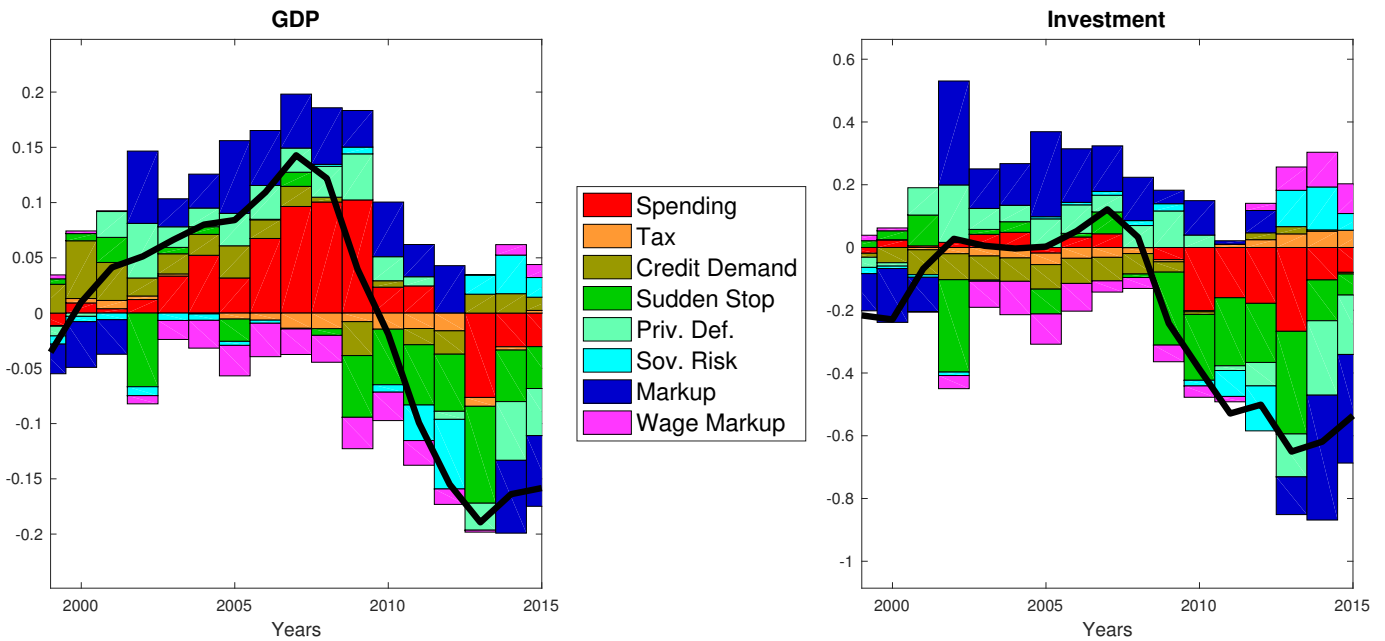 GDP
0.2
0.15
0.1
0.05
0
-0.05
-0.1
-0.15
-0.2
2000
2005
2010
2015
Years
Spending
Tax
Credit Demand
Sudden Stop
Priv. Def.
Sov. Risk
Markup
Wage Markup
Investment
0.6
0.4
0.2
0
-0.2
-0.4
-0.6
-0.8
-1
2000
2005
2010
2015
Years